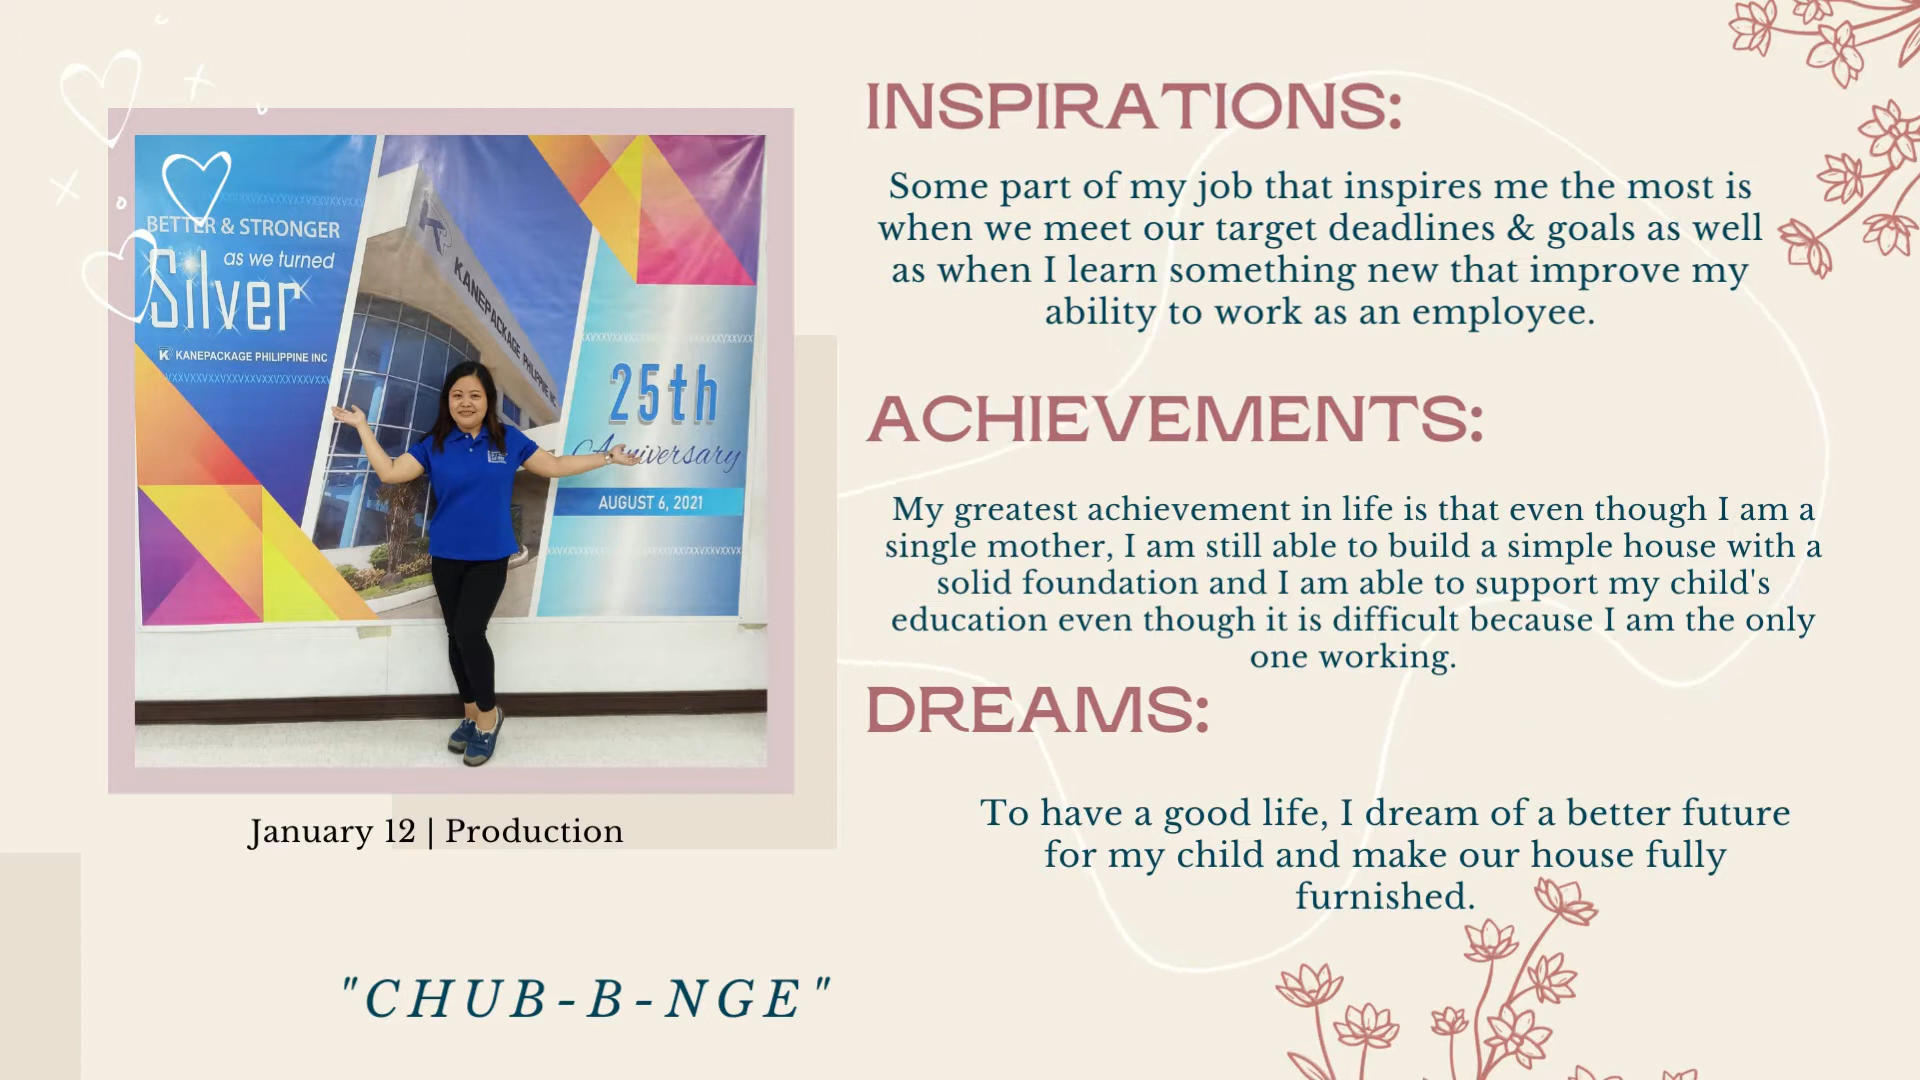 BETTER & STRONGER
as we turned
Silver
KANEPACKAGE PHILIPPINE INC
KANEPACKAGE PHILIPPINE INC
25th
Anniversary
AUGUST 6, 2021
January 12 | Production
"CHUB-B-NGE"
INSPIRATIONS:
Some part of my job that inspires me the most is
when we meet our target deadlines & goals as well
as when I learn something new that improve my
ability to work as an employee.
ACHIEVEMENTS:
My greatest achievement in life is that even though I am a
single mother, I am still able to build a simple house with a
solid foundation and I am able to support my child's
education even though it is difficult because I am the only
one working.
DREAMS:
To have a good life, I dream of a better future
for my child and make our house fully
furnished.